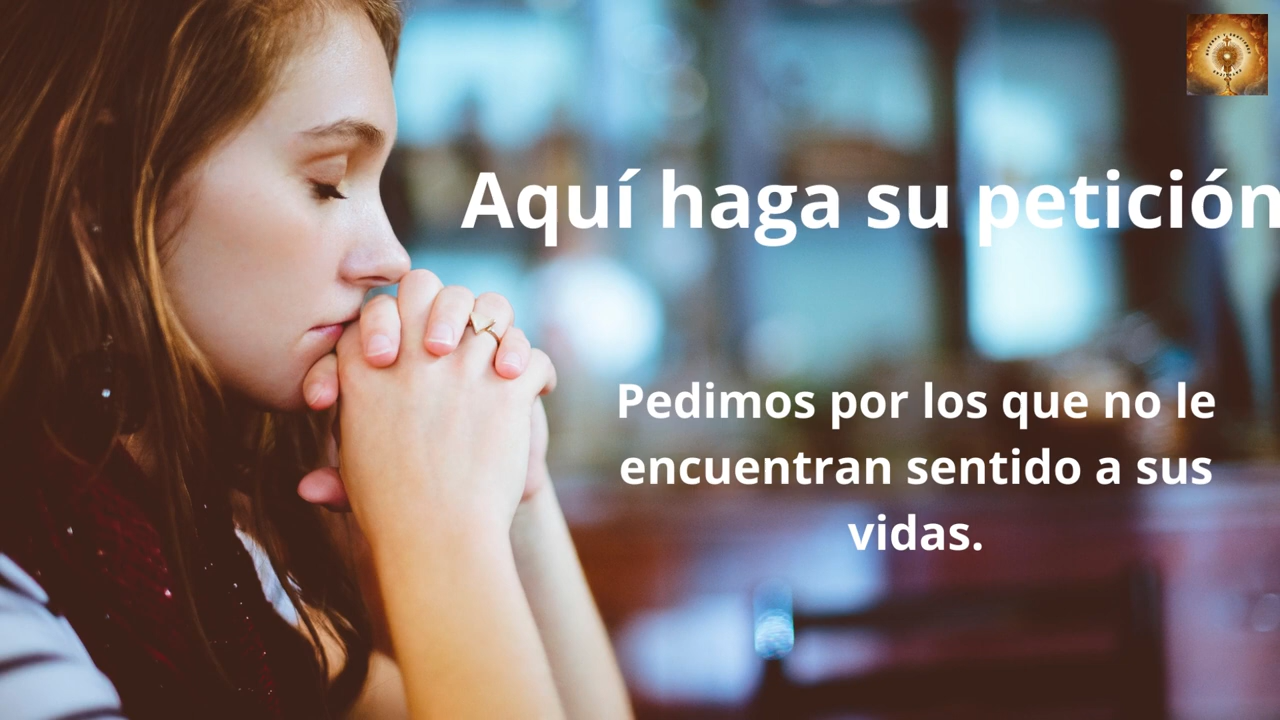 Aquí haga su petición
Pedimos por los que no le
encuentran sentido a sus
vidas.